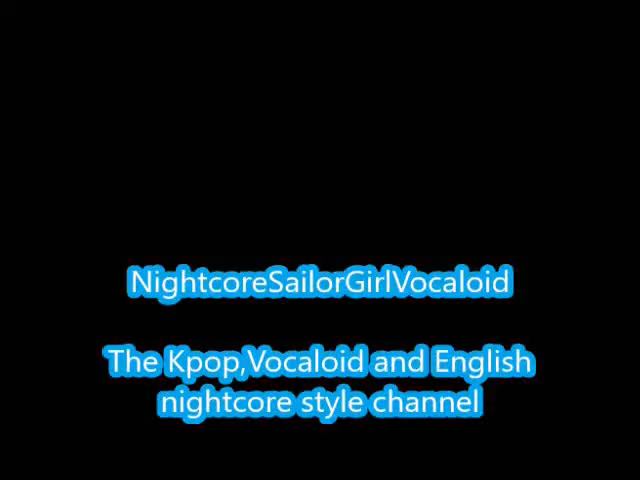 NightcoreSailorGirlVocaloid
The Kpop,Vocaloid and English
nightcore style channel